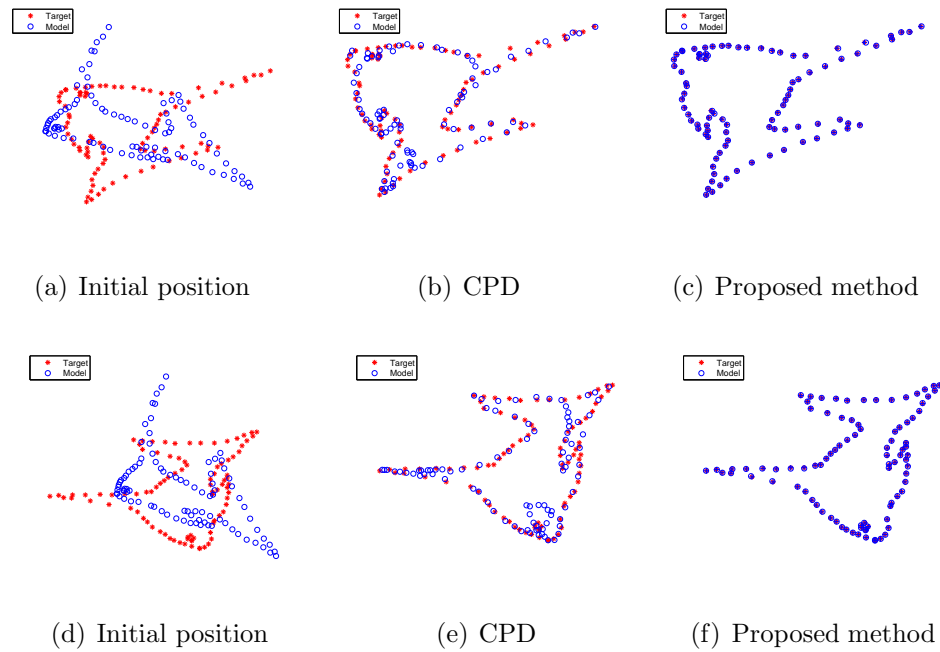 Target
Model
Target
Model
Target
Model
(a) Initial position
(b) CPD
(c) Proposed method
Target
Model
Target
Model
Target
Model
(d) Initial position
(e) CPD
(f) Proposed method